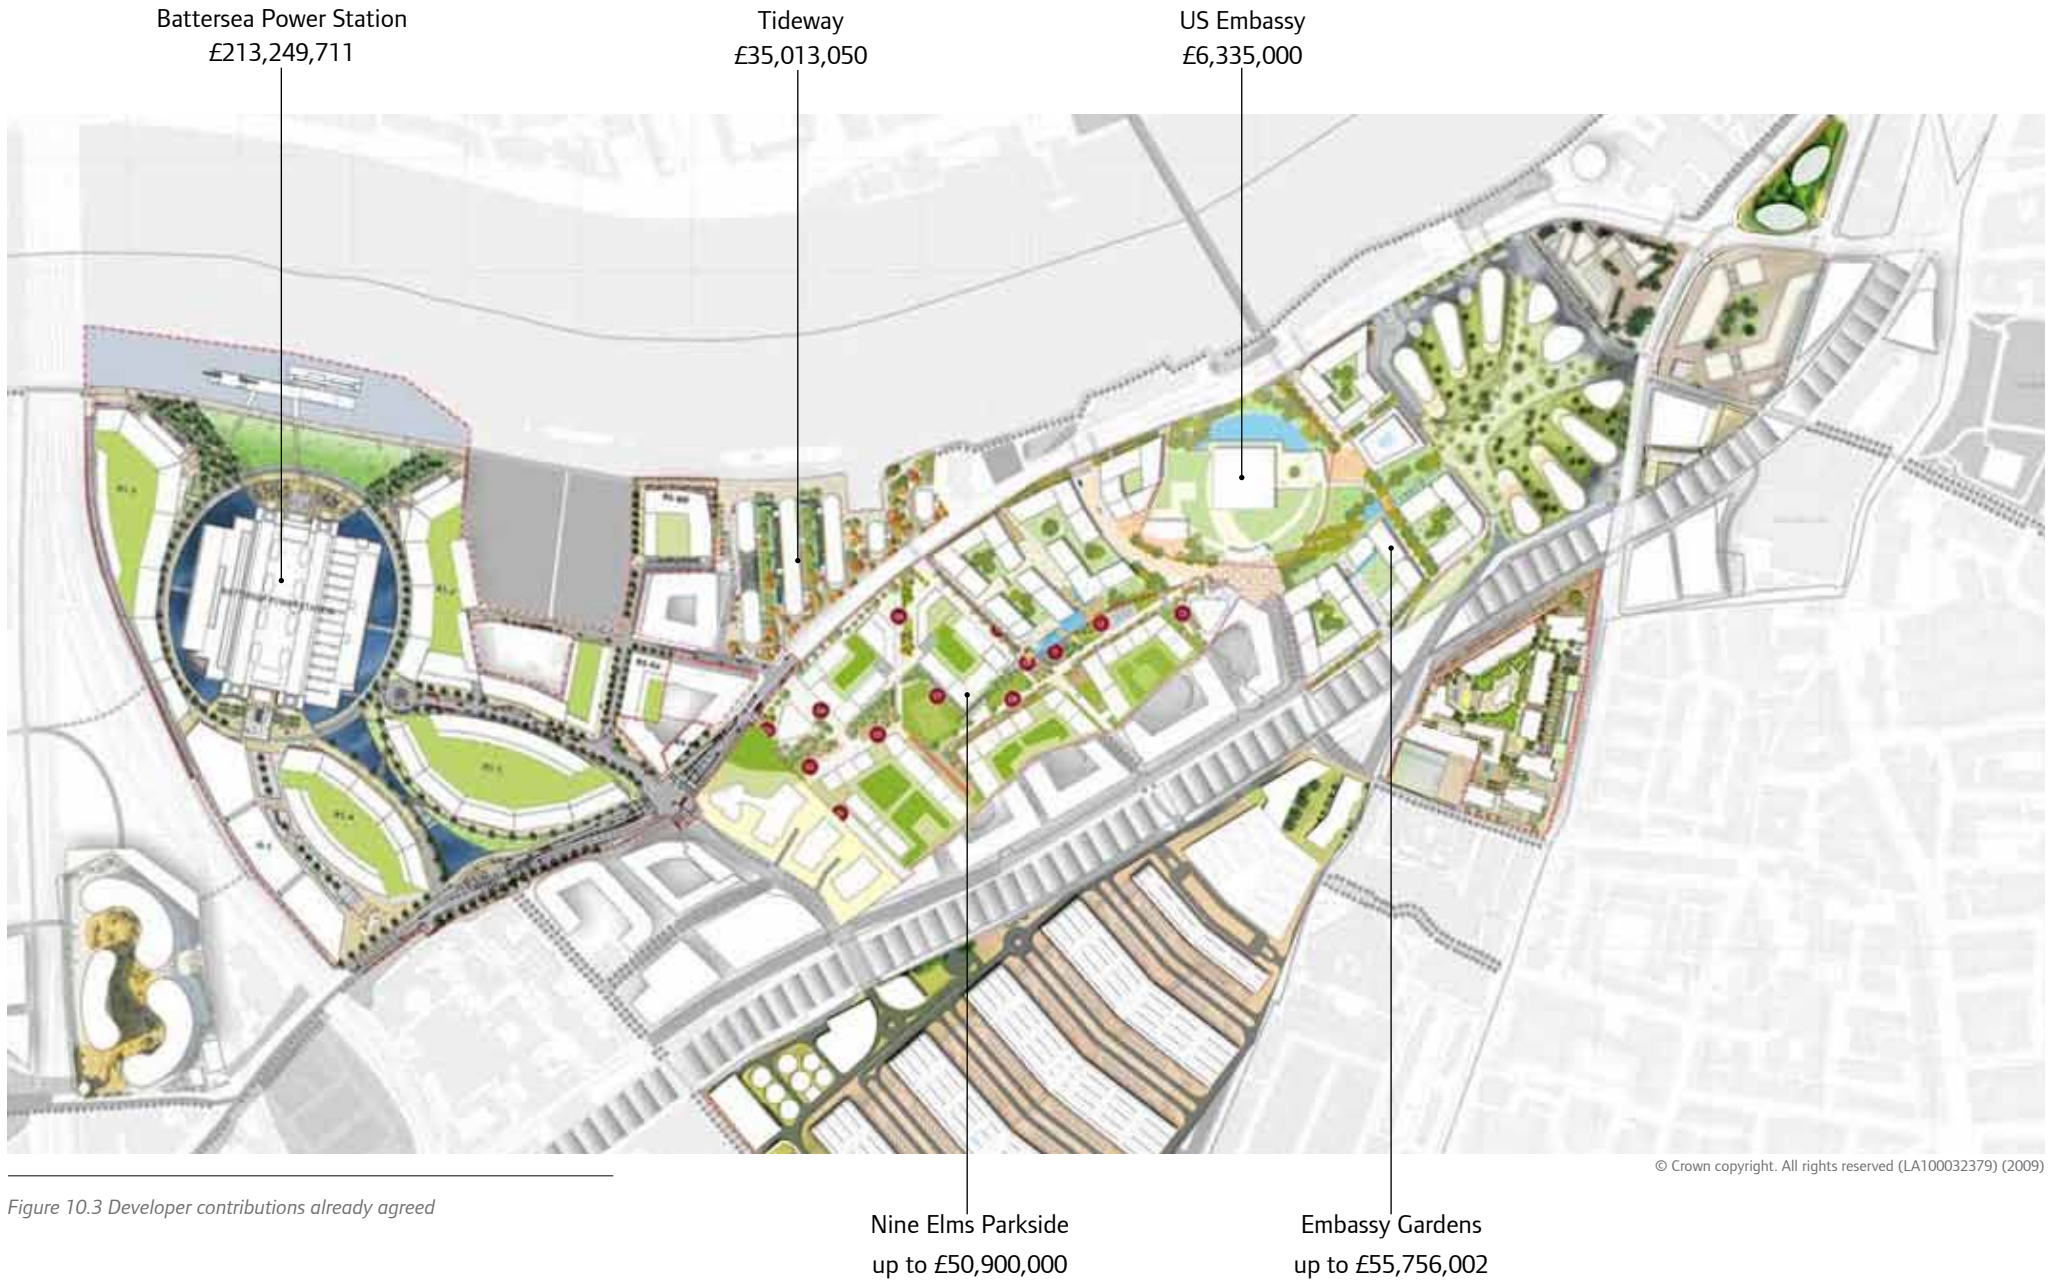 Battersea Power Station
£213,249,711
Tideway
£35,013,050
US Embassy
£6,335,000
© Crown copyright. All rights reserved (LA100032379) (2009)
Figure 10.3 Developer contributions already agreed
Nine Elms Parkside
up to £50,900,000
Embassy Gardens
up to £55,756,002